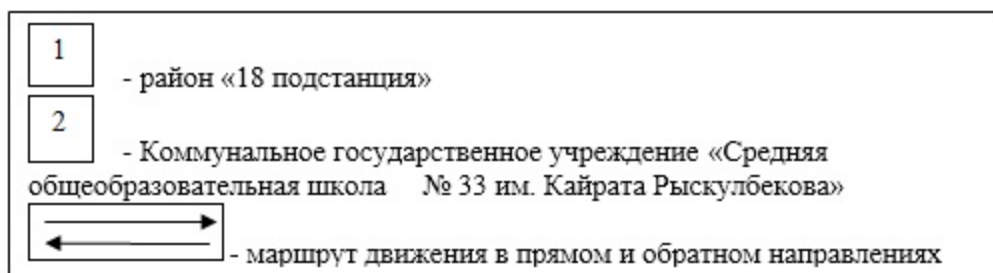 1
- район «18 подстанция»
2
- Коммунальное государственное учреждение «Средняя
общеобразовательная школа № 33 им. Кайрата Рыскулбекова»
- маршрут движения в прямом и обратном направлениях